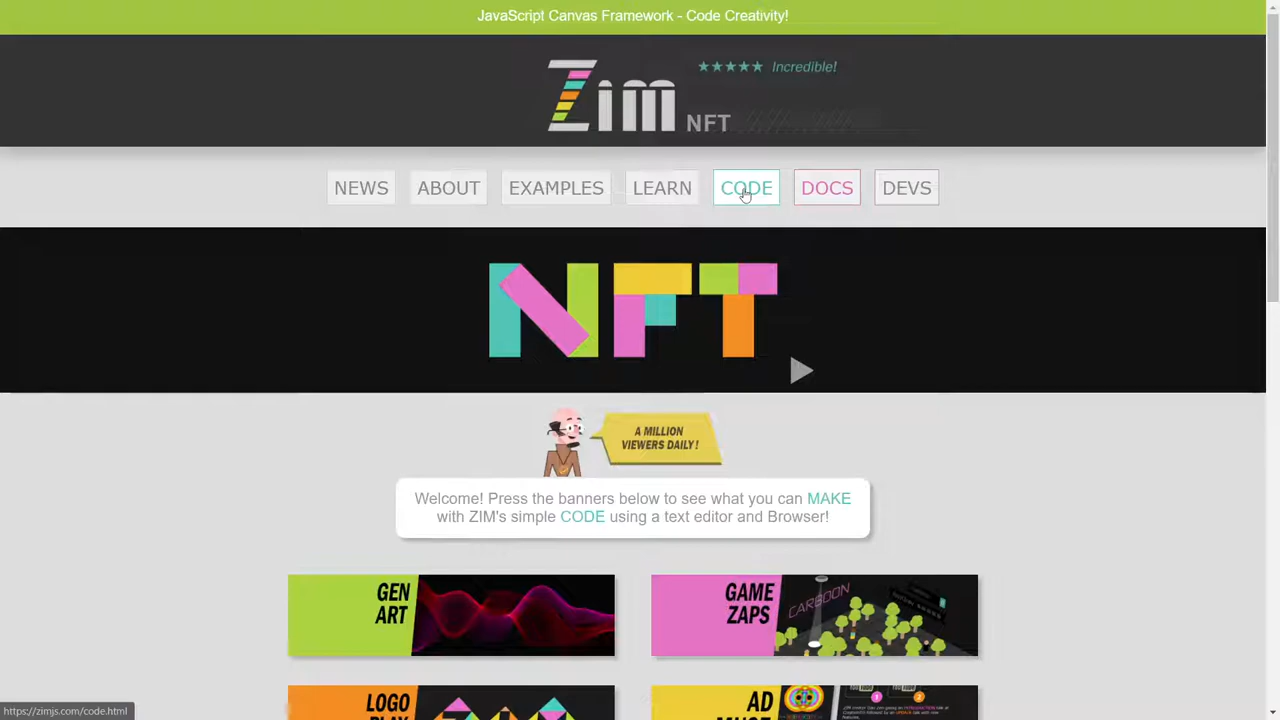 JavaScript Canvas Framework - Code Creativity!
Zim NFT
★★★★★ Incredible!
NEWS ABOUT EXAMPLES LEARN CODE DOCS DEVS
NFT
A MILLION
VIEWERS DAILY!
Welcome! Press the banners below to see what you can MAKE
with ZIM's simple CODE using a text editor and Browser!
GEN
ART
GAME
ZAPS
CARBOON
LOGO
PLAY
AD
https://zimjs.com/code.html